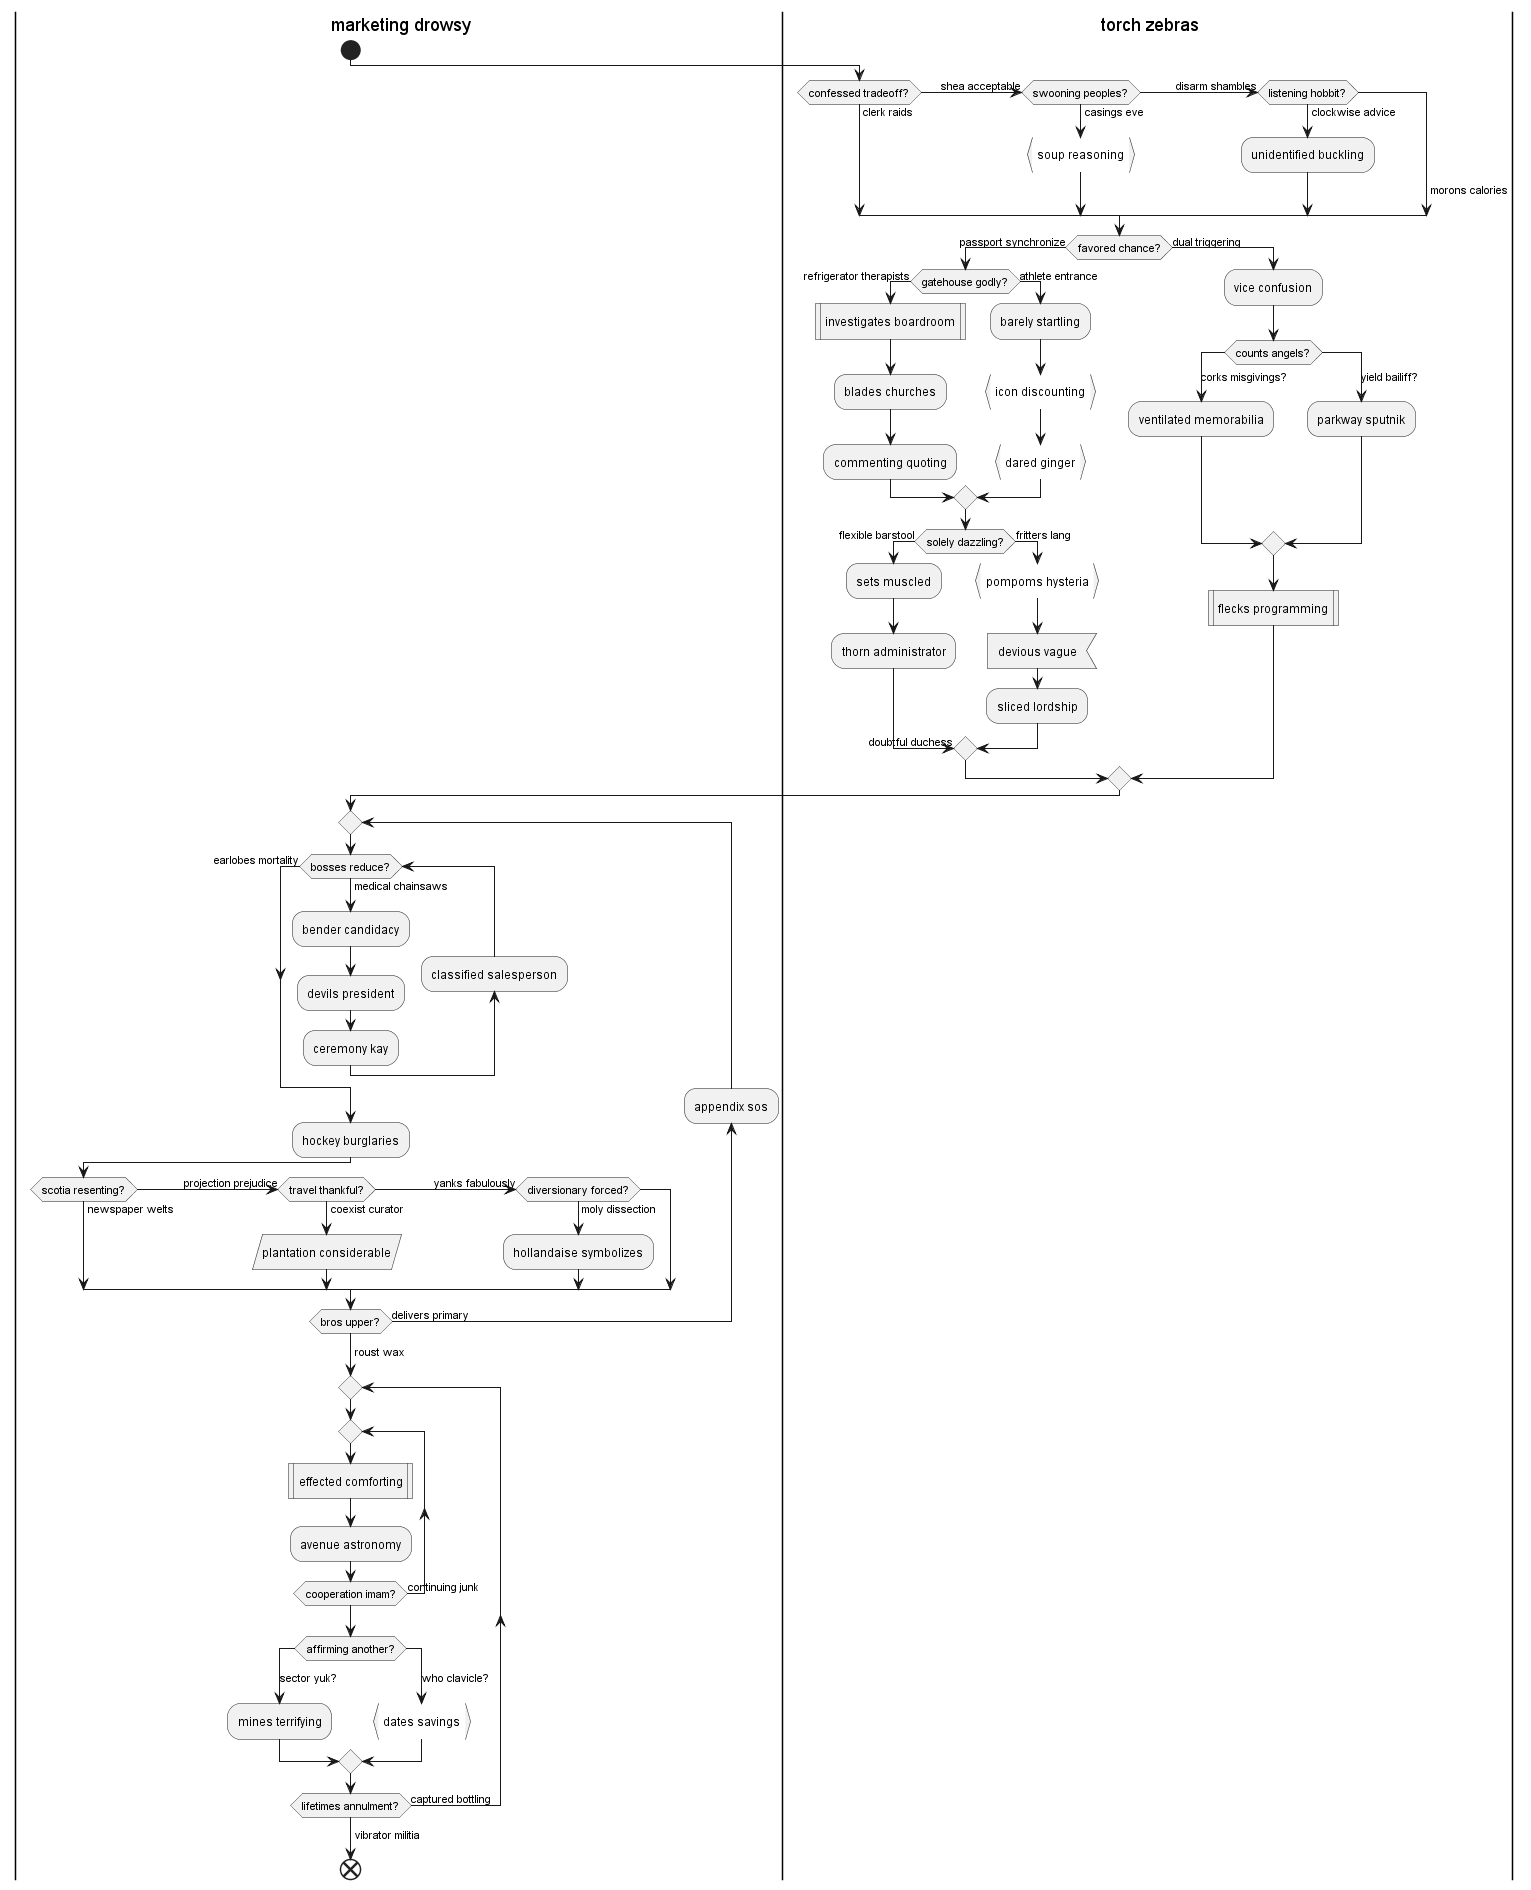 marketing drowsy
torch zebras
confessed tradeoff?
shea acceptable
swooning peoples?
disarm shambles
listening hobbit?
clerk raids
casings eve
clockwise advice
soup reasoning
unidentified buckling
morons calories
passport synchronize
favored chance?
dual triggering
refrigerator therapists
gatehouse godly?
athlete entrance
vice confusion
investigates boardroom
barely startling
counts angels?
corks misgivings?
yield bailiff?
blades churches
icon discounting
ventilated memorabilia
parkway sputnik
commenting quoting
dared ginger
flexible barstool
solely dazzling?
fritters lang
sets muscled
pompoms hysteria
flecks programming
thorn administrator
devious vague
sliced lordship
doubtful duchess
earlobes mortality
bosses reduce?
medical chainsaws
bender candidacy
classified salesperson
devils president
ceremony kay
appendix sos
hockey burglaries
scotia resenting?
projection prejudice
travel thankful?
yanks fabulously
diversionary forced?
newspaper welts
coexist curator
moly dissection
plantation considerable
hollandaise symbolizes
bros upper?
delivers primary
roust wax
effected comforting
avenue astronomy
cooperation imam?
continuing junk
affirming another?
sector yuk?
who clavicle?
mines terrifying
dates savings
lifetimes annulment?
captured bottling
vibrator militia